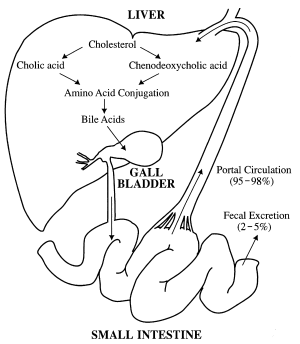 LIVER
Cholesterol
Cholic acid
Chenodeoxycholic acid
Amino Acid Conjugation
Bile Acids
GALL
BLADDER
Portal Circulation
(95-98%)
Fecal Excretion
(2-5%)
SMALL INTESTINE